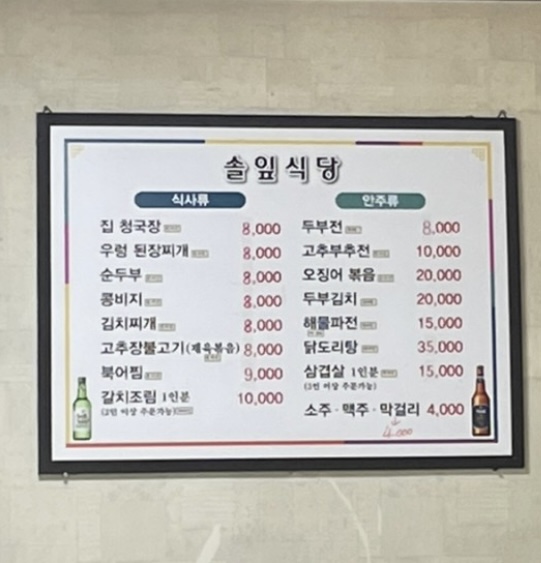 솔잎식당
식사류
집 청국장 8,000
우렁 된장찌개 8,000
순두부 8,000
콩비지 8,000
김치찌개 8,000
고추장불고기(제육볶음) 8,000
북어찜 9,000
갈치조림 1인분 10,000
(2인 이상 주문가능)
안주류
두부전 8,000
고추부추전 10,000
오징어 볶음 20,000
두부김치 20,000
해물파전 15,000
닭도리탕 35,000
삼겹살 1인분 15,000
(3인 이상 주문가능)
소주 · 맥주 · 막걸리 4,000
4,000